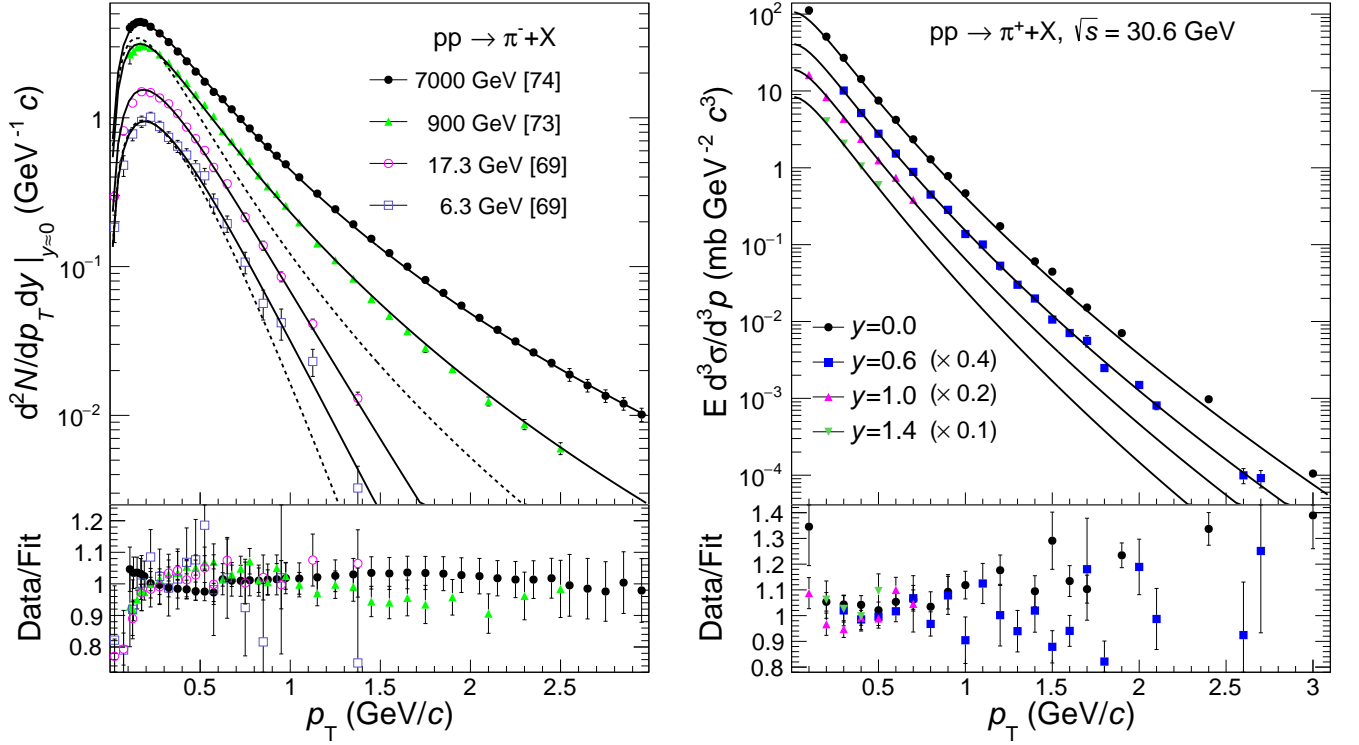 pp → π⁻+X
7000 GeV [74]
900 GeV [73]
17.3 GeV [69]
6.3 GeV [69]
d²N/dp_T dy |_{y≈0} (GeV⁻¹ c)
1
10⁻¹
10⁻²
Data/Fit
1.2
1.1
1.0
0.9
0.8
0.5
1
1.5
2
2.5
p_T (GeV/c)
pp → π⁺+X, √s = 30.6 GeV
E d³σ/d³p (mb GeV⁻² c³)
10²
10
1
10⁻¹
10⁻²
10⁻³
10⁻⁴
y=0.0
y=0.6 (× 0.4)
y=1.0 (× 0.2)
y=1.4 (× 0.1)
Data/Fit
1.4
1.3
1.2
1.1
1
0.9
0.8
0.5
1
1.5
2
2.5
3
p_T (GeV/c)